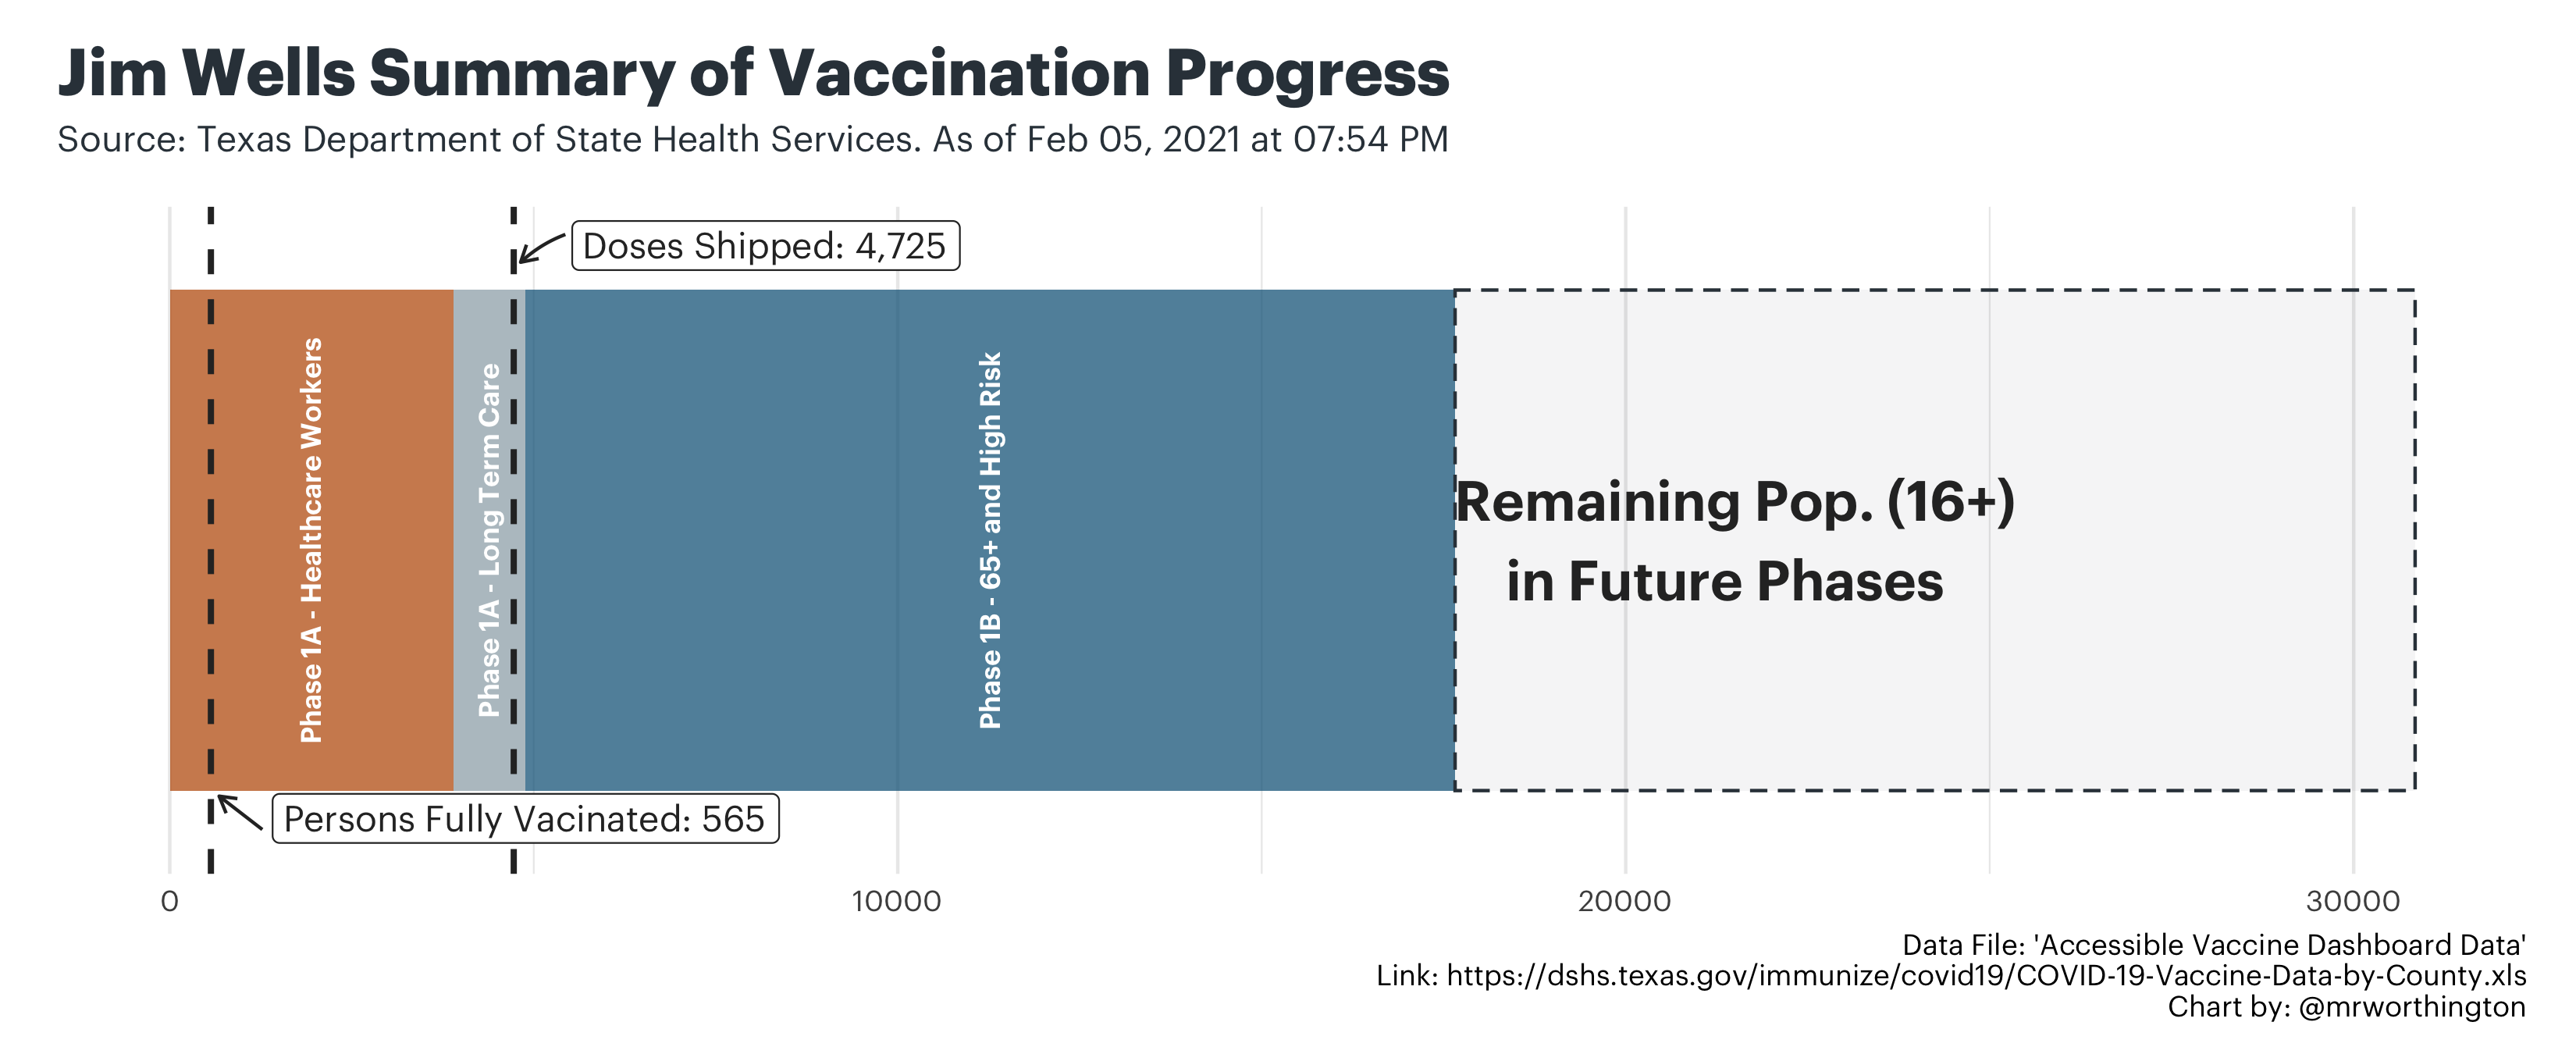 Jim Wells Summary of Vaccination Progress
Source: Texas Department of State Health Services. As of Feb 05, 2021 at 07:54 PM
Doses Shipped: 4,725
Phase 1A - Healthcare Workers
Phase 1A - Long Term Care
Phase 1B - 65+ and High Risk
Remaining Pop. (16+)
in Future Phases
Persons Fully Vacinated: 565
0
10000
20000
30000
Data File: 'Accessible Vaccine Dashboard Data'
Link: https://dshs.texas.gov/immunize/covid19/COVID-19-Vaccine-Data-by-County.xls
Chart by: @mrworthington